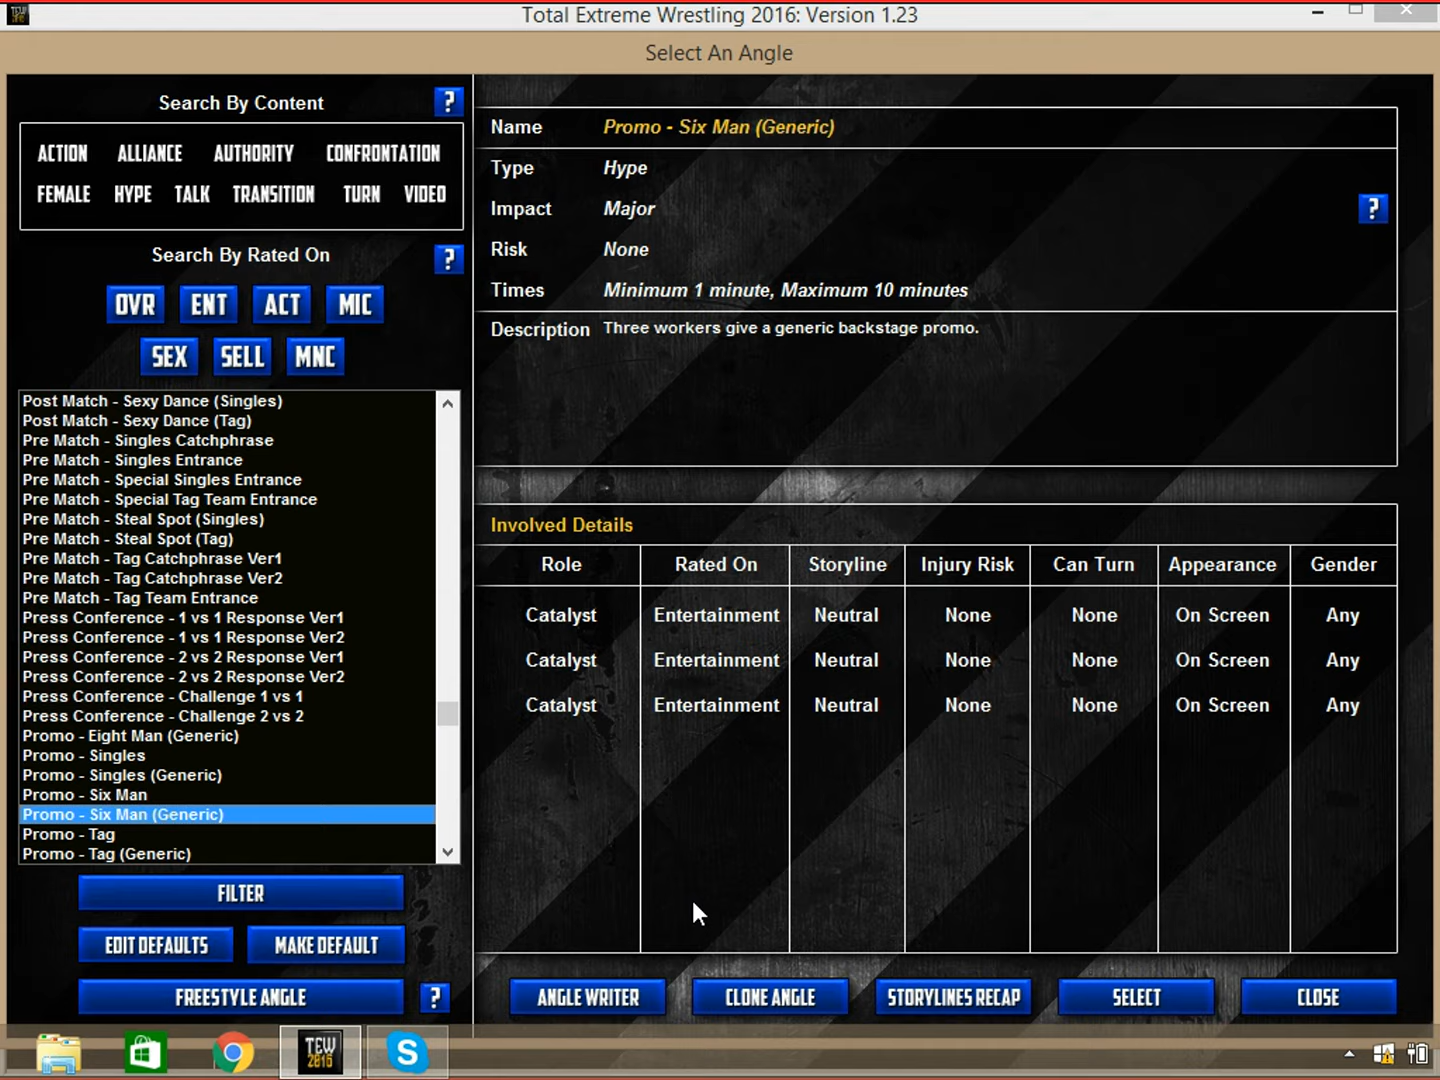 Total Extreme Wrestling 2016: Version 1.23
Select An Angle
Search By Content
?
ACTION ALLIANCE AUTHORITY CONFRONTATION
FEMALE HYPE TALK TRANSITION TURN VIDEO
Search By Rated On
?
OVR ENT ACT MIC
SEX SELL MNC
Post Match - Sexy Dance (Singles)
Post Match - Sexy Dance (Tag)
Pre Match - Singles Catchphrase
Pre Match - Singles Entrance
Pre Match - Special Singles Entrance
Pre Match - Special Tag Team Entrance
Pre Match - Steal Spot (Singles)
Pre Match - Steal Spot (Tag)
Pre Match - Tag Catchphrase Ver1
Pre Match - Tag Catchphrase Ver2
Pre Match - Tag Team Entrance
Press Conference - 1 vs 1 Response Ver1
Press Conference - 1 vs 1 Response Ver2
Press Conference - 2 vs 2 Response Ver1
Press Conference - 2 vs 2 Response Ver2
Press Conference - Challenge 1 vs 1
Press Conference - Challenge 2 vs 2
Promo - Eight Man (Generic)
Promo - Singles
Promo - Singles (Generic)
Promo - Six Man
Promo - Six Man (Generic)
Promo - Tag
Promo - Tag (Generic)
FILTER
EDIT DEFAULTS MAKE DEFAULT
FREESTYLE ANGLE ?
Name Promo - Six Man (Generic)
Type Hype
Impact Major
?
Risk None
Times Minimum 1 minute, Maximum 10 minutes
Description Three workers give a generic backstage promo.
Involved Details
Role Rated On Storyline Injury Risk Can Turn Appearance Gender
Catalyst Entertainment Neutral None None On Screen Any
Catalyst Entertainment Neutral None None On Screen Any
Catalyst Entertainment Neutral None None On Screen Any
ANGLE WRITER CLONE ANGLE STORYLINES RECAP SELECT CLOSE
TEW
2016
S